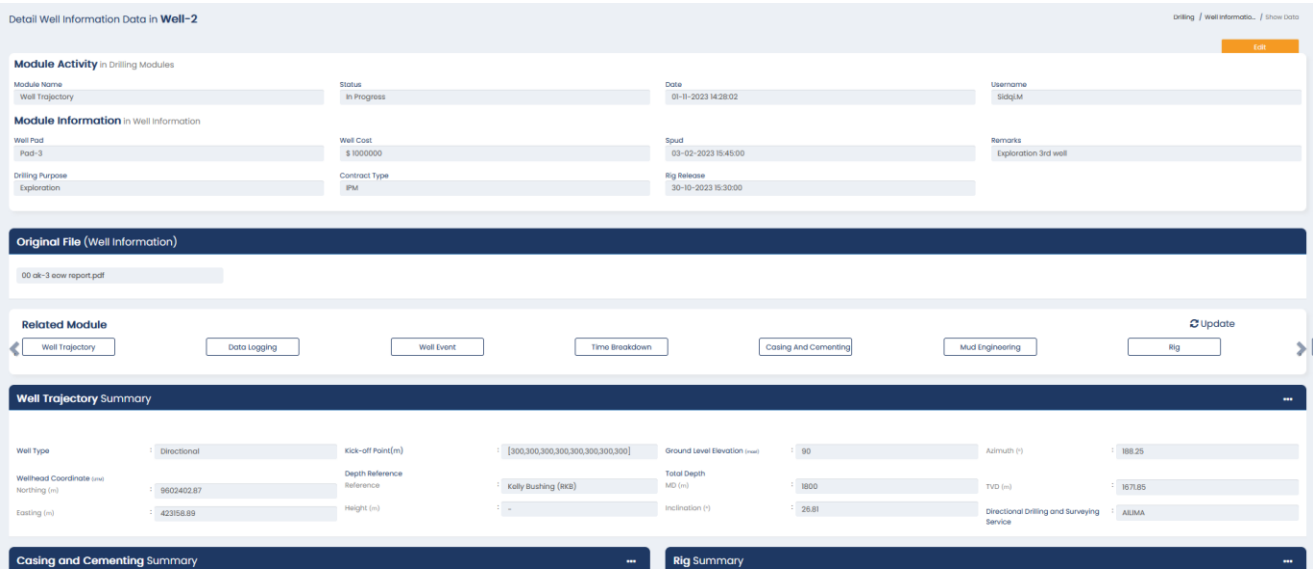 Detail Well Information Data in Well-2
Drilling / Well Informatio... / Show Data
Edit
Module Activity in Drilling Modules
Module Name Status Date Username
Well Trajectory In Progress 01-11-2023 14:28:02 Sidqi.M
Module Information in Well Information
Well Pad Well Cost Spud Remarks
Pad-3 $ 1000000 03-02-2023 15:45:00 Exploration 3rd well
Drilling Purpose Contract Type Rig Release
Exploration IPM 30-10-2023 15:30:00
Original File (Well Information)
00 ak-3 eow report.pdf
Related Module Update
Well Trajectory Data Logging Well Event Time Breakdown Casing And Cementing Mud Engineering Rig
Well Trajectory Summary
Well Type : Directional Kick-off Point(m) : [300,300,300,300,300,300,300,300] Ground Level Elevation (masl) : 90 Azimuth (°) : 188.25
Wellhead Coordinate Depth Reference Total Depth
Northing (m) : 9602402.87 Reference : Kelly Bushing (RKB) MD (m) : 1800 TVD (m) : 1671.85
Easting (m) : 423158.89 Height (m) : - Inclination (°) : 26.81 Directional Drilling and Surveying Service :
Casing and Cementing Summary Rig Summary